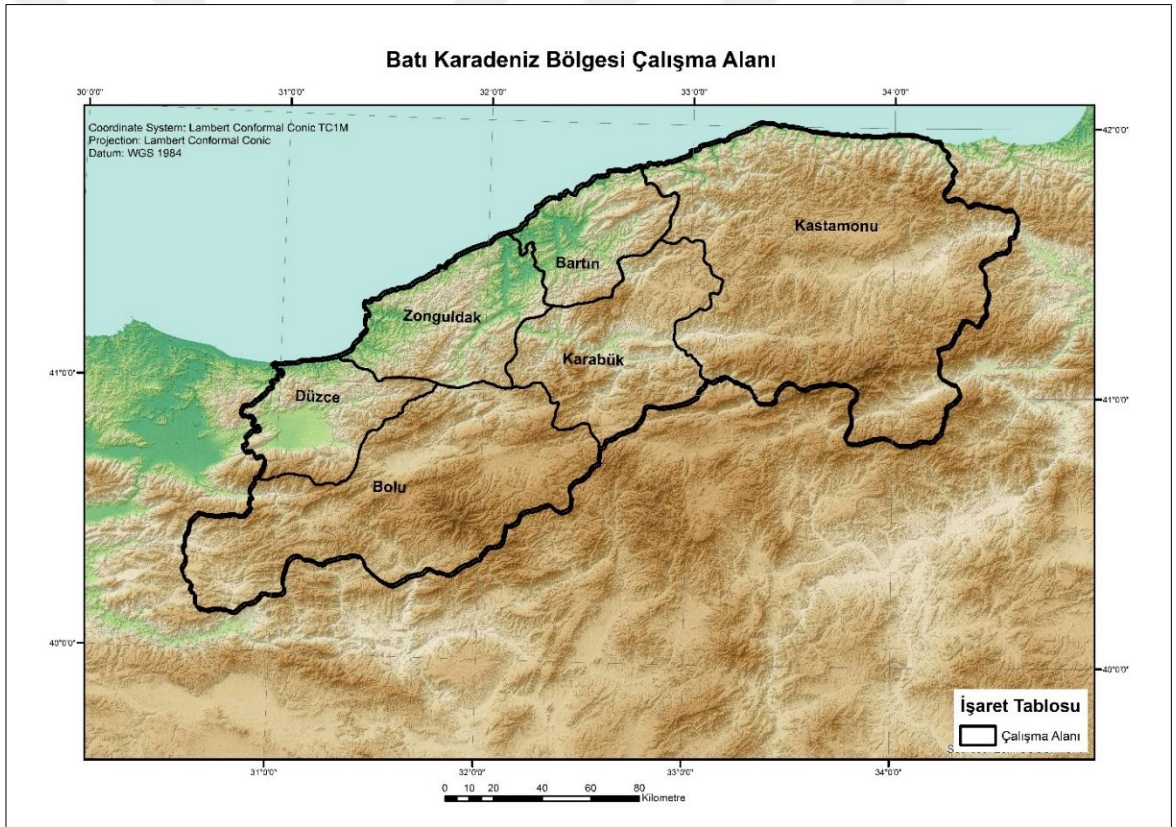 Batı Karadeniz Bölgesi Çalışma Alanı
30°0'0" 31°0'0" 32°0'0" 33°0'0" 34°0'0"
Coordinate System: Lambert Conformal Conic TC1M
Projection: Lambert Conformal Conic
Datum: WGS 1984
42°0'0"
Kastamonu
Bartın
Zonguldak
Karabük
41°0'0"
Düzce
41°0'0"
Bolu
40°0'0"
40°0'0"
İşaret Tablosu
Çalışma Alanı
31°0'0" 32°0'0" 33°0'0" 34°0'0"
0 10 20 40 60 80
Kilometre